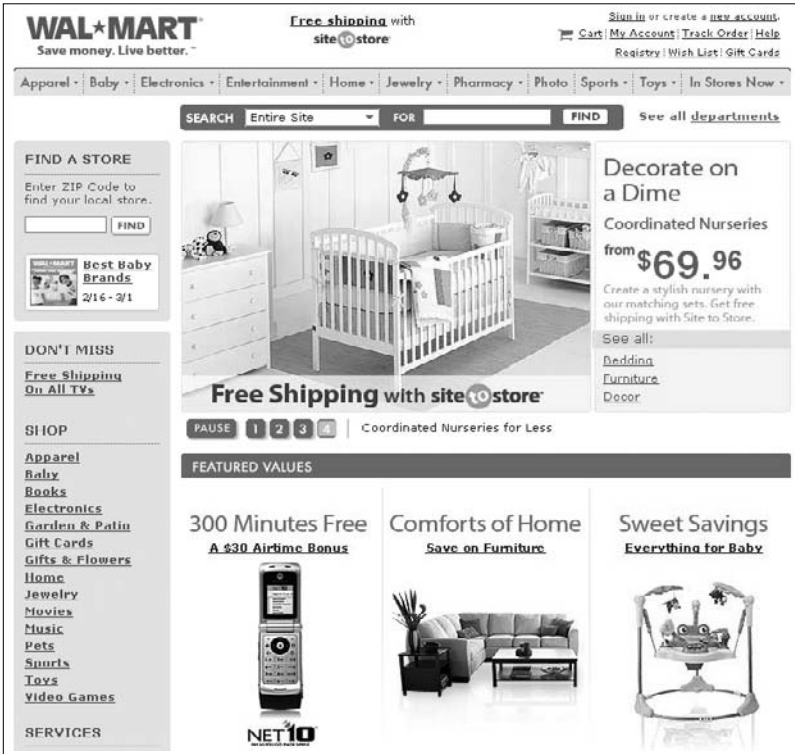 WAL★MART®
Save money. Live better.™
Free shipping with
site to store
Sign in or create a new account.
Cart | My Account | Track Order | Help
Registry | Wish List | Gift Cards
Apparel Baby Electronics Entertainment Home Jewelry Pharmacy Photo Sports Toys In Stores Now
SEARCH Entire Site FOR FIND See all departments
FIND A STORE
Enter ZIP Code to
find your local store.
FIND
WAL-MART
Best Baby
Brands
2/16 - 3/1
DON'T MISS
Free Shipping
On All TVs
SHOP
Apparel
Baby
Books
Electronics
Garden & Patio
Gift Cards
Gifts & Flowers
Home
Jewelry
Movies
Music
Pets
Sports
Toys
Video Games
SERVICES
Decorate on
a Dime
Coordinated Nurseries
from $69.96
Create a stylish nursery with
our matching sets. Get free
shipping with Site to Store.
See all:
Bedding
Furniture
Decor
Free Shipping with site to store
PAUSE 1 2 3 4 | Coordinated Nurseries for Less
FEATURED VALUES
300 Minutes Free
A $30 Airtime Bonus
NET10
Comforts of Home
Save on Furniture
Sweet Savings
Everything for Baby